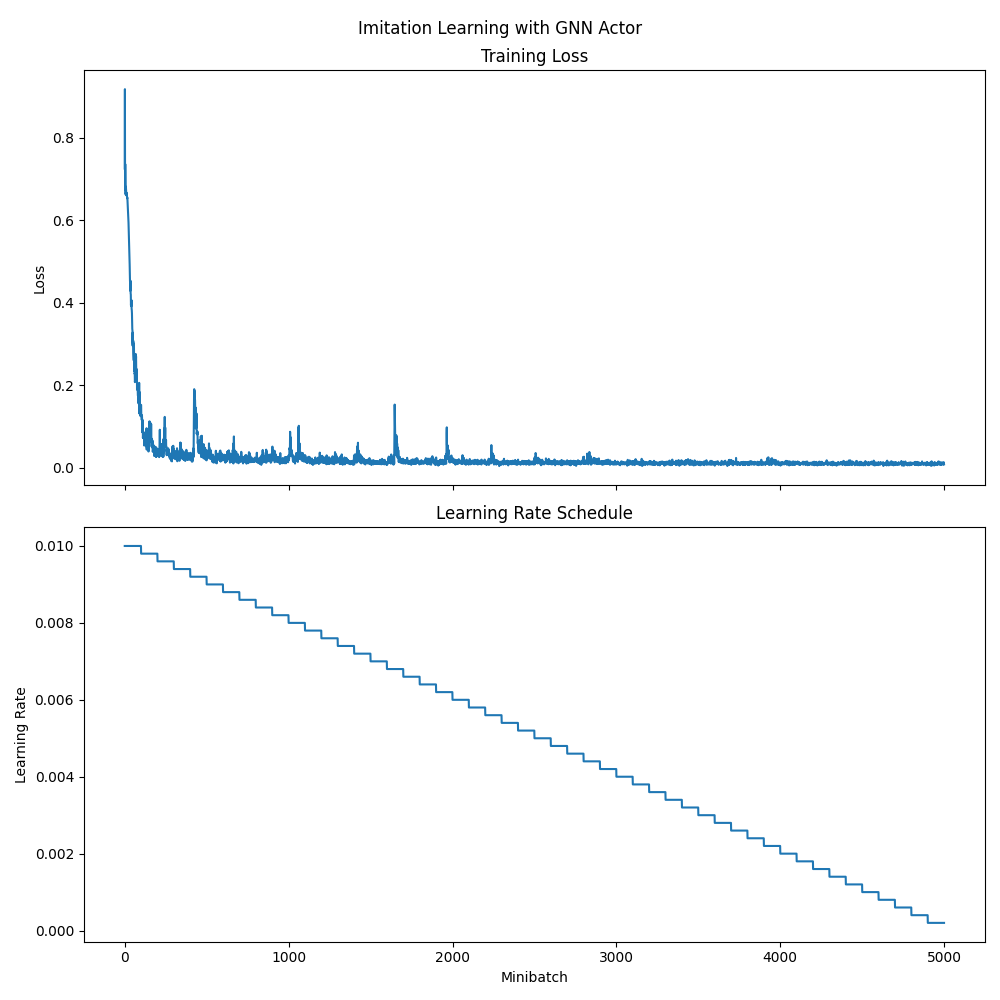 Imitation Learning with GNN Actor
Training Loss
0.8
0.6
0.4
0.2
0.0
Loss
Learning Rate Schedule
0.010
0.008
0.006
0.004
0.002
0.000
Learning Rate
0 1000 2000 3000 4000 5000
Minibatch